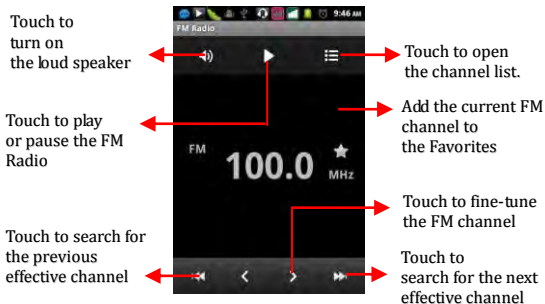 Touch to
turn on
the loud speaker
9:46 AM
FM Radio
Touch to open
the channel list.
Add the current FM
channel to
the Favorites
Touch to play
or pause the FM
Radio
FM
100.0
MHz
Touch to fine-tune
the FM channel
Touch to search for
the previous
effective channel
Touch to
search for the next
effective channel